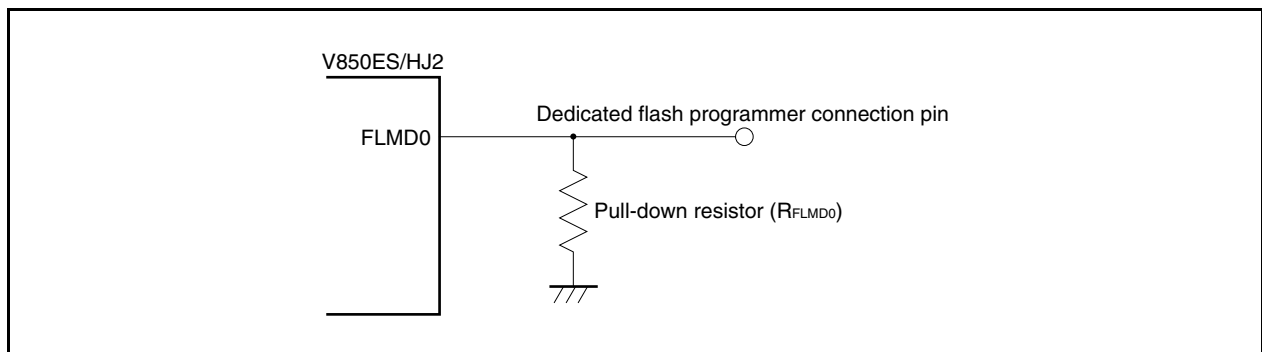 V850ES/HJ2
Dedicated flash programmer connection pin
FLMD0
Pull-down resistor (RFLMD0)